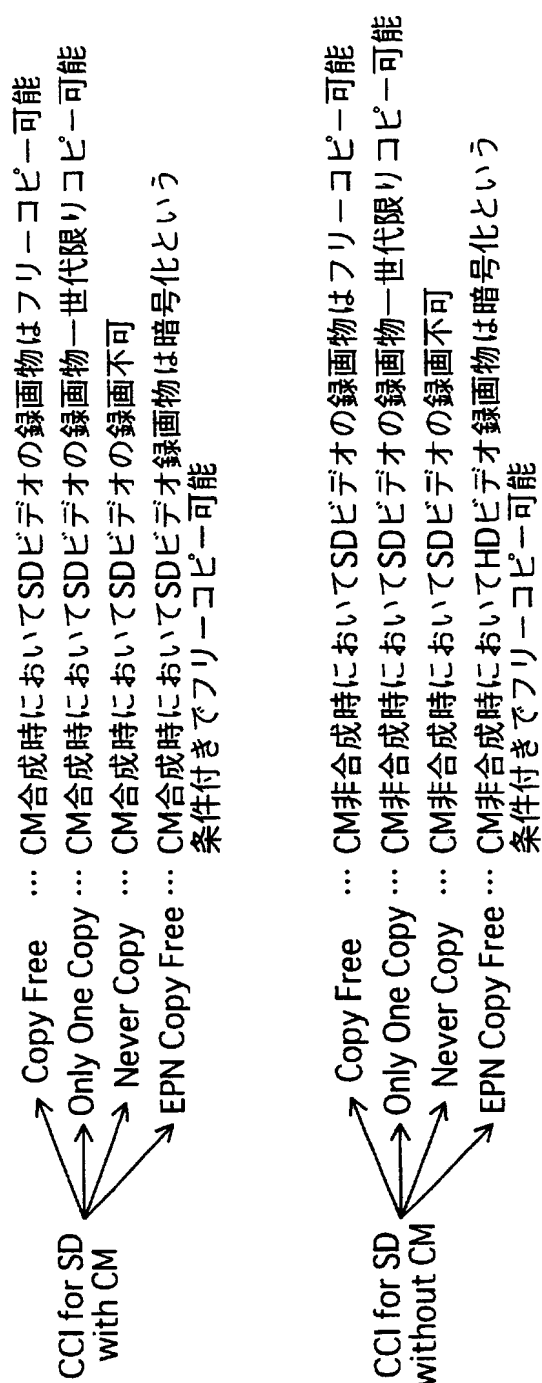 CCI for SD
with CM
Copy Free … CM合成時においてSDビデオの録画物はフリーコピー可能
Only One Copy … CM合成時においてSDビデオの録画物一世代限りコピー可能
Never Copy … CM合成時においてSDビデオの録画不可
EPN Copy Free … CM合成時においてSDビデオ録画物は暗号化という
条件付きでフリーコピー可能
CCI for SD
without CM
Copy Free … CM非合成時においてSDビデオの録画物はフリーコピー可能
Only One Copy … CM非合成時においてSDビデオの録画物一世代限りコピー可能
Never Copy … CM非合成時においてSDビデオの録画不可
EPN Copy Free … CM非合成時においてHDビデオ録画物は暗号化という
条件付きでフリーコピー可能